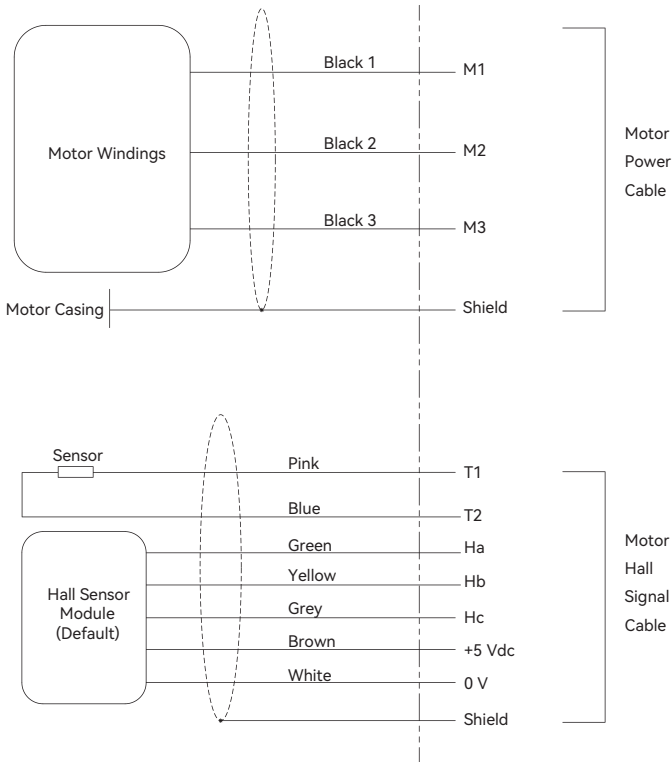 Black 1
M1
Motor Windings
Black 2
M2
Black 3
M3
Motor Casing
Shield
Motor
Power
Cable
Sensor
Pink
T1
Blue
T2
Green
Ha
Yellow
Hb
Hall Sensor
Module
(Default)
Grey
Hc
Brown
+5 Vdc
White
0 V
Shield
Motor
Hall
Signal
Cable